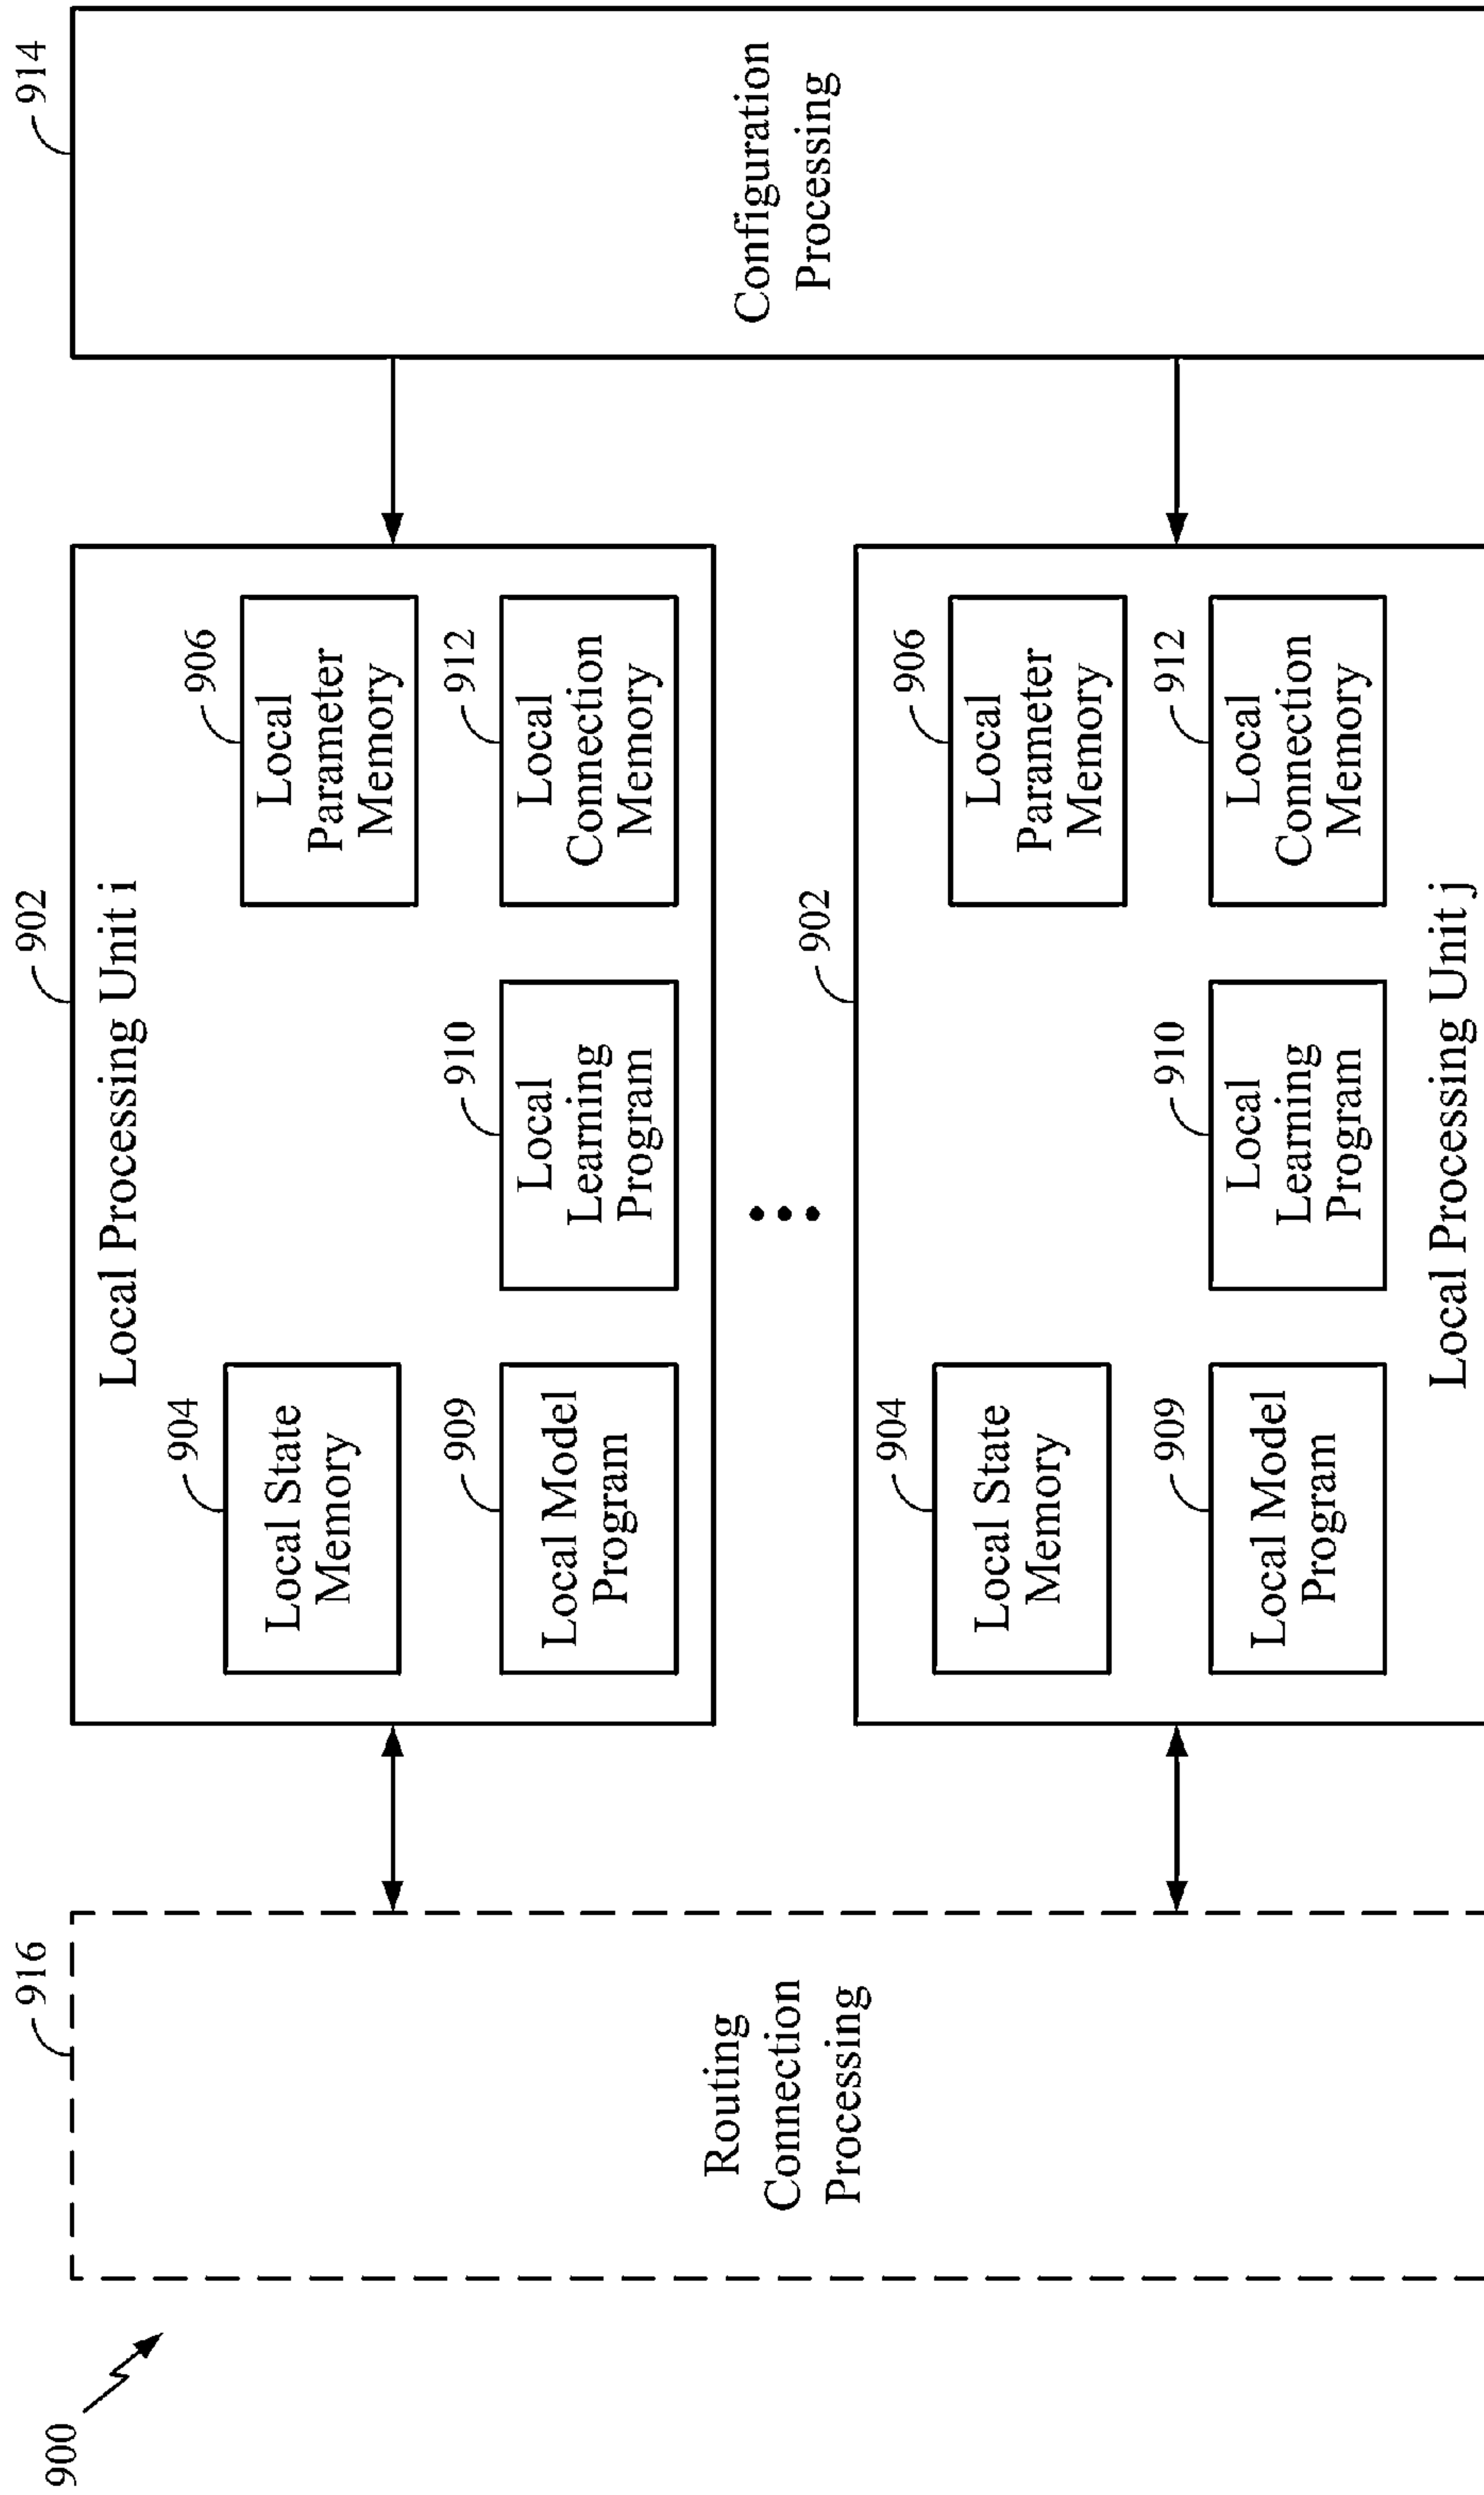 900
916
Routing
Connection
Processing
902
Local Processing Unit i
904
Local State
Memory
906
Local
Parameter
Memory
909
Local Model
Program
910
Local
Learning
Program
912
Local
Connection
Memory
902
904
Local State
Memory
906
Local
Parameter
Memory
909
Local Model
Program
910
Local
Learning
Program
912
Local
Connection
Memory
Local Processing Unit j
914
Configuration
Processing